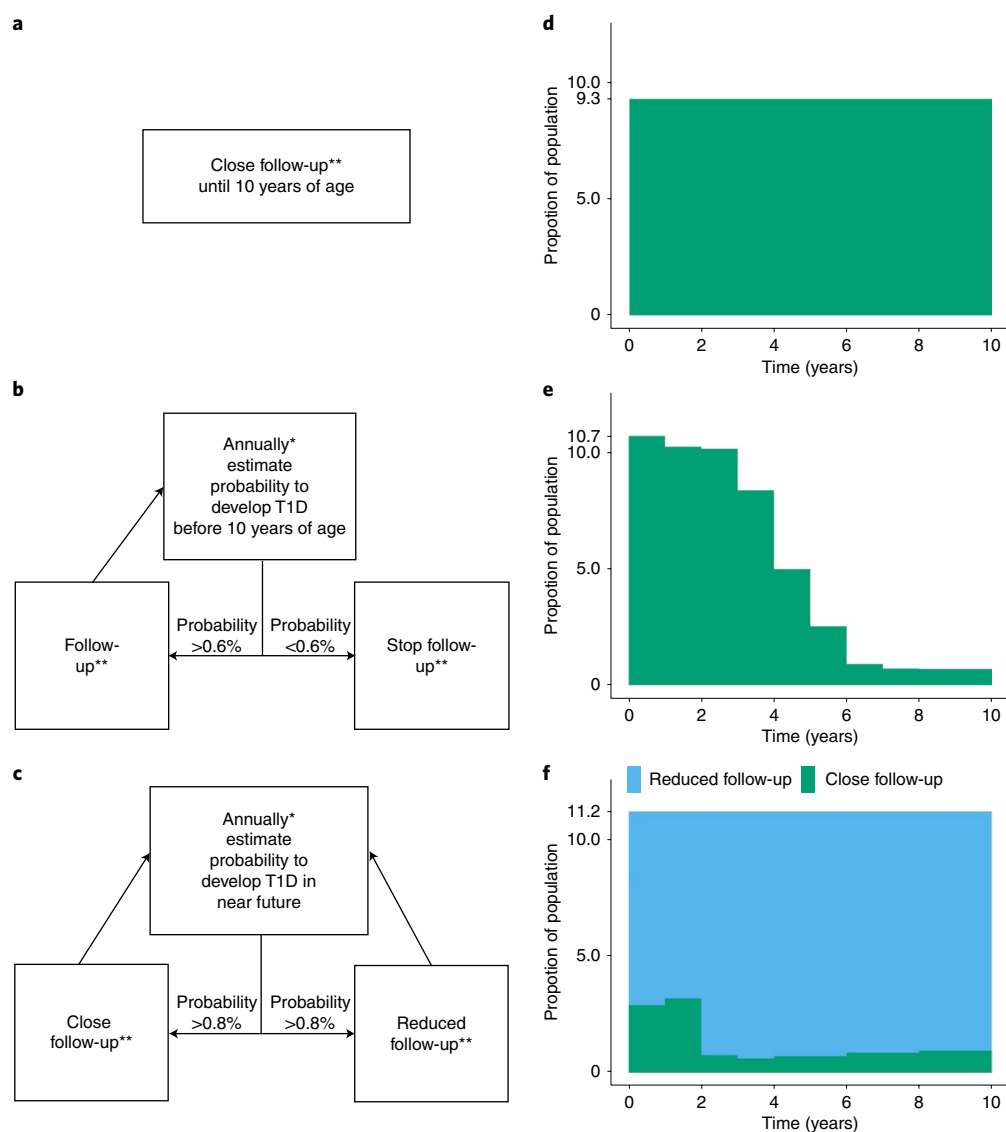 a
Close follow-up**
until 10 years of age
d
Propotion of population
10.0
9.3
5.0
0
0 2 4 6 8 10
Time (years)
b
Annually*
estimate
probability to
develop T1D
before 10 years of age
Follow-
up**
Probability
>0.6%
Probability
<0.6%
Stop follow-
up**
e
Propotion of population
10.7
10.0
5.0
0
0 2 4 6 8 10
Time (years)
c
Annually*
estimate
probability to
develop T1D in
near future
Close
follow-up**
Probability
>0.8%
Probability
>0.8%
Reduced
follow-up**
f
Reduced follow-up Close follow-up
Propotion of population
11.2
10.0
5.0
0
0 2 4 6 8 10
Time (years)